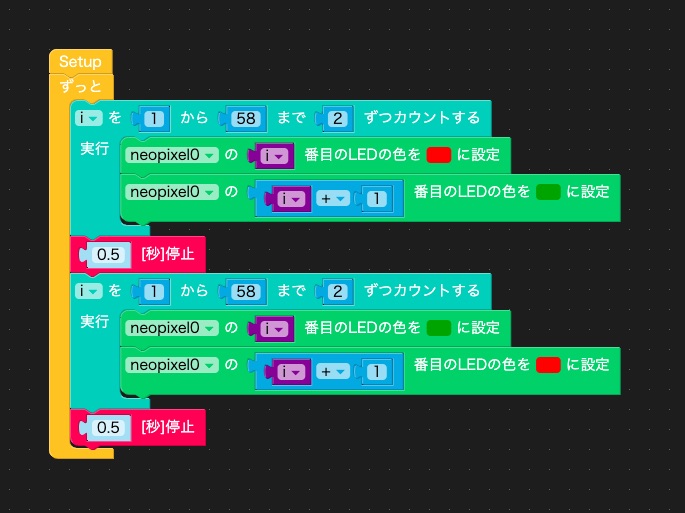 Setup
ずっと
i を 1 から 58 まで 2 ずつカウントする
実行 neopixel0 の i 番目のLEDの色を に設定
neopixel0 の i + 1 番目のLEDの色を に設定
0.5 [秒]停止
i を 1 から 58 まで 2 ずつカウントする
実行 neopixel0 の i 番目のLEDの色を に設定
neopixel0 の i + 1 番目のLEDの色を に設定
0.5 [秒]停止